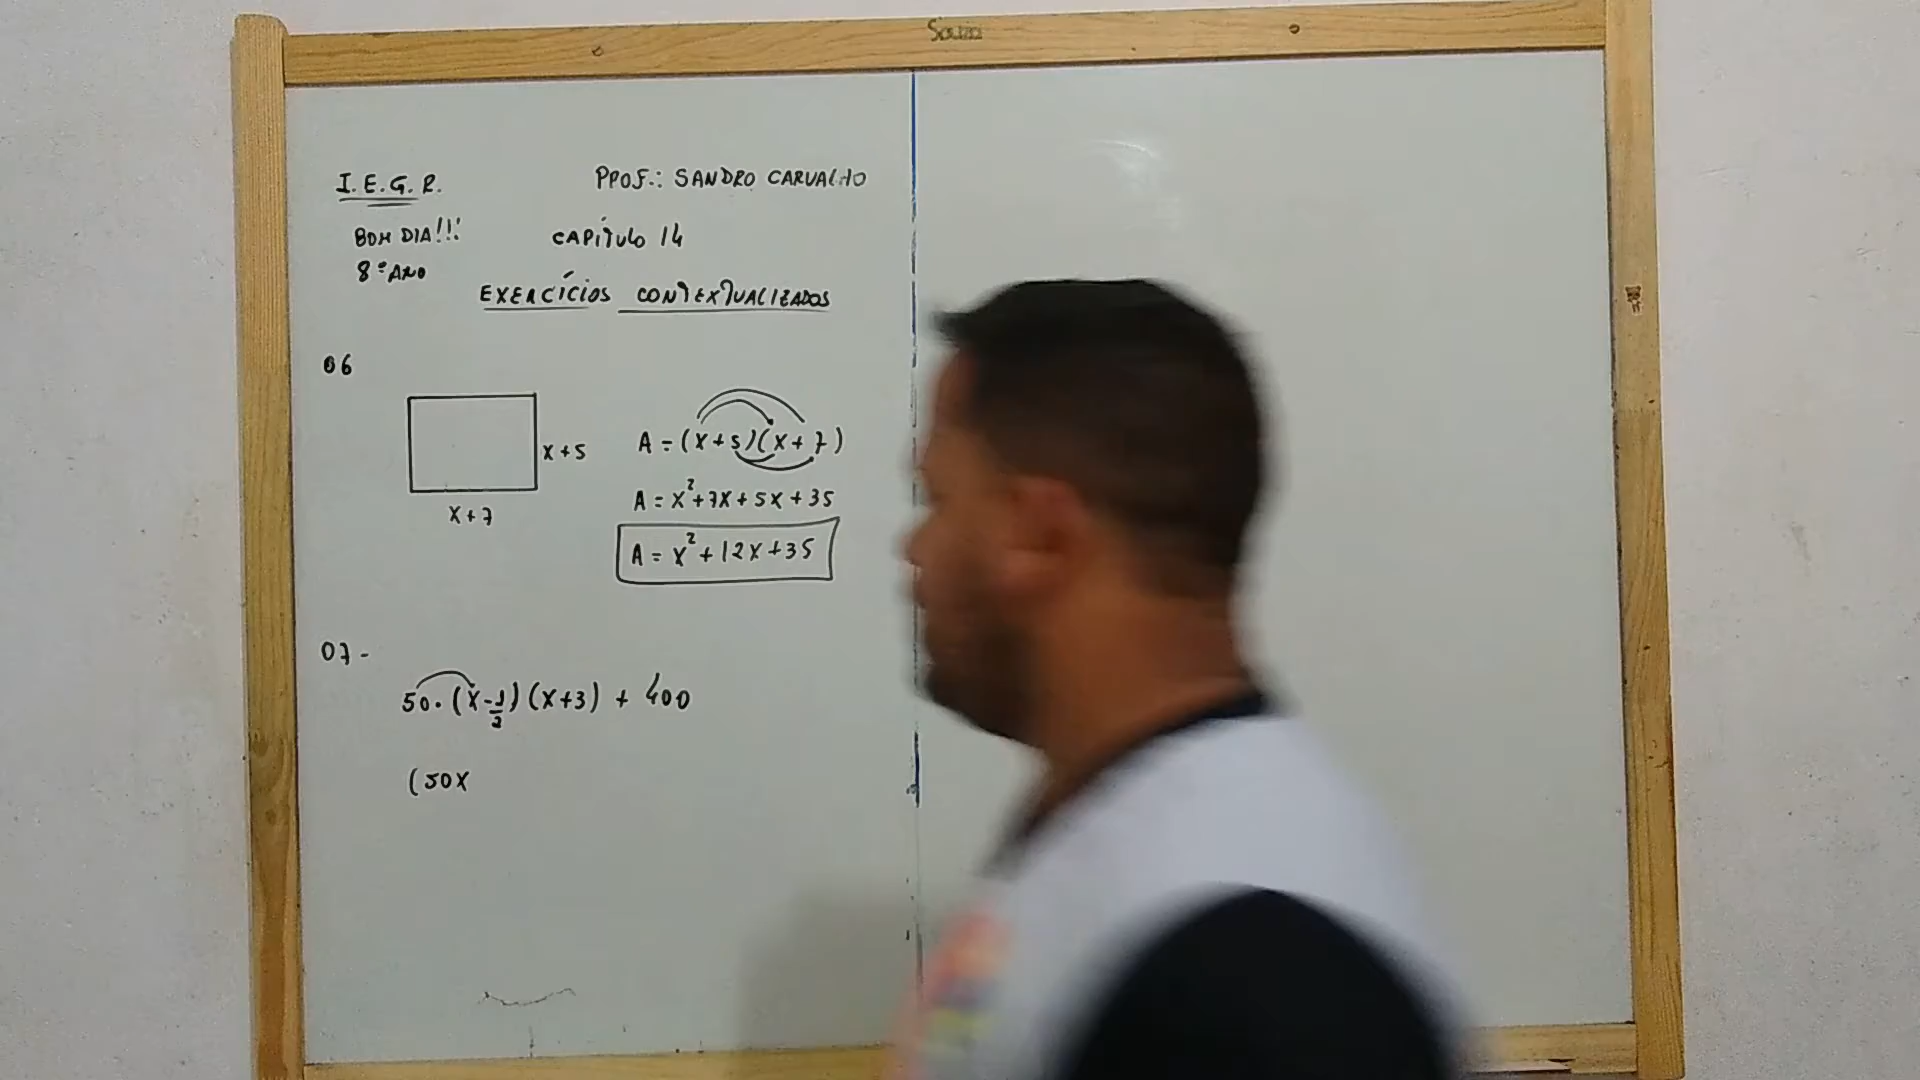 Souza
I. E. G. R.
PROF.: SANDRO CARVALHO
BOM DIA!!!
CAPÍTULO 14
8º ANO
EXERCÍCIOS CONTEXTUALIZADOS
06
x+5
x+7
A = (x+5)(x+7)
A = x²+7x+5x+35
A = x²+12x+35
07-
50.(x-1/2)(x+3) + 400
(50x